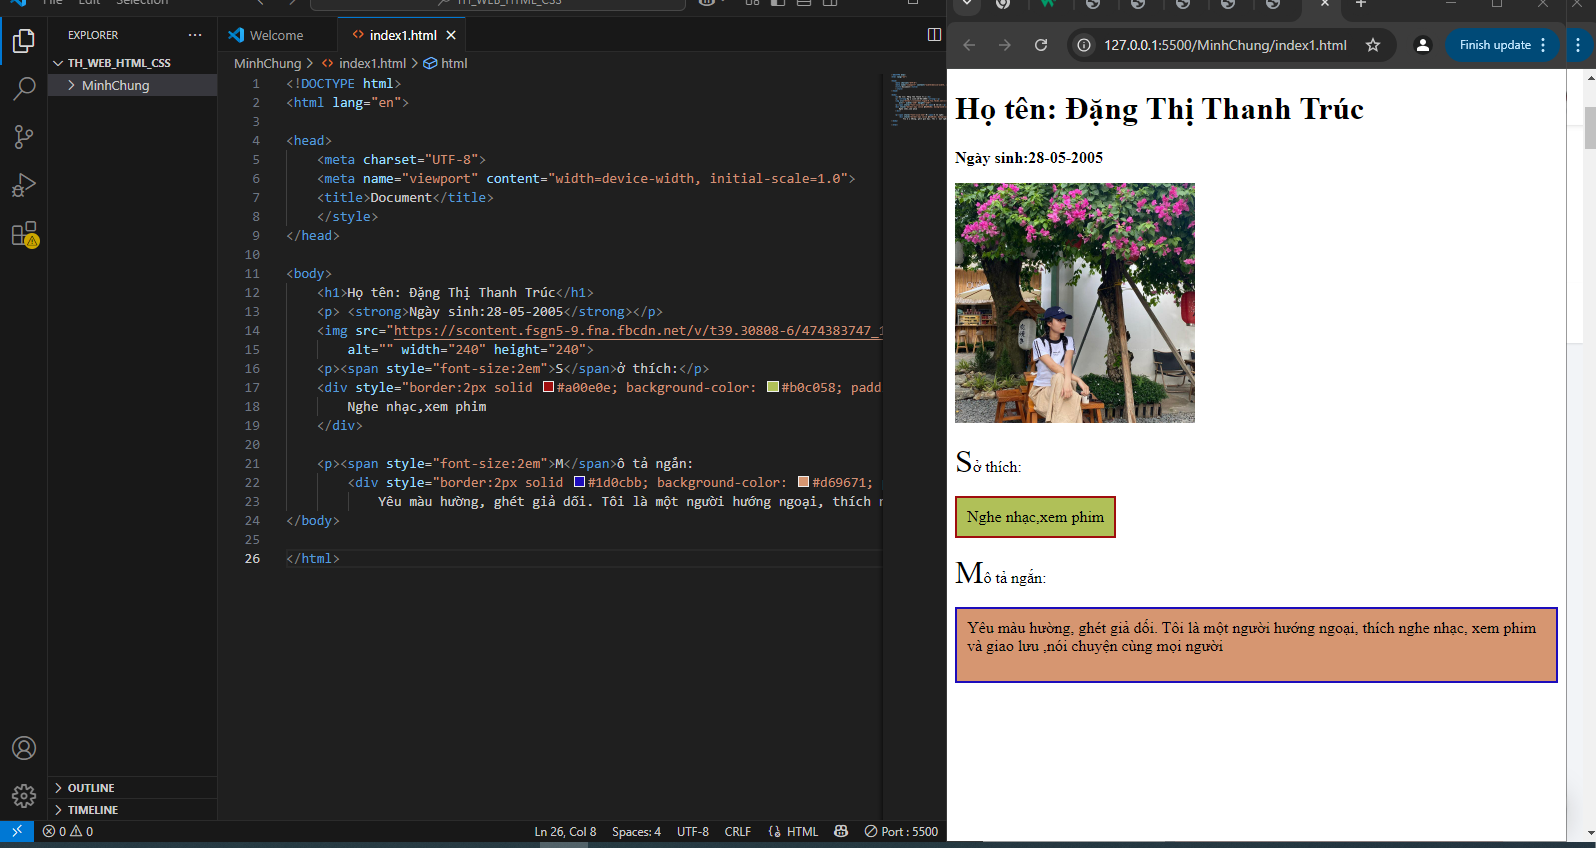 File Edit Selection
TH_WEB_HTML_CSS
EXPLORER ···
TH_WEB_HTML_CSS
MinhChung
OUTLINE
TIMELINE
Welcome
index1.html
MinhChung > index1.html > html
1 <!DOCTYPE html>
2 <html lang="en">
3
4 <head>
5 <meta charset="UTF-8">
6 <meta name="viewport" content="width=device-width, initial-scale=1.0">
7 <title>Document</title>
8 </style>
9 </head>
10
11 <body>
12 <h1>Họ tên: Đặng Thị Thanh Trúc</h1>
13 <p> <strong>Ngày sinh:28-05-2005</strong></p>
14 <img src="https://scontent.fsgn5-9.fna.fbcdn.net/v/t39.30808-6/474383747_1
15 alt="" width="240" height="240">
16 <p><span style="font-size:2em">S</span>ở thích:</p>
17 <div style="border:2px solid #a00e0e; background-color: #b0c058; padd
18 Nghe nhạc,xem phim
19 </div>
20
21 <p><span style="font-size:2em">M</span>ô tả ngắn:
22 <div style="border:2px solid #1d0cbb; background-color: #d69671;
23 Yêu màu hường, ghét giả dối. Tôi là một người hướng ngoại, thích n
24 </body>
25
26 </html>
0 0
Ln 26, Col 8 Spaces: 4 UTF-8 CRLF HTML Port : 5500
127.0.0.1:5500/MinhChung/index1.html
Finish update
Họ tên: Đặng Thị Thanh Trúc
Ngày sinh:28-05-2005
Sở thích:
Nghe nhạc,xem phim
Mô tả ngắn:
Yêu màu hường, ghét giả dối. Tôi là một người hướng ngoại, thích nghe nhạc, xem phim
và giao lưu ,nói chuyện cùng mọi người